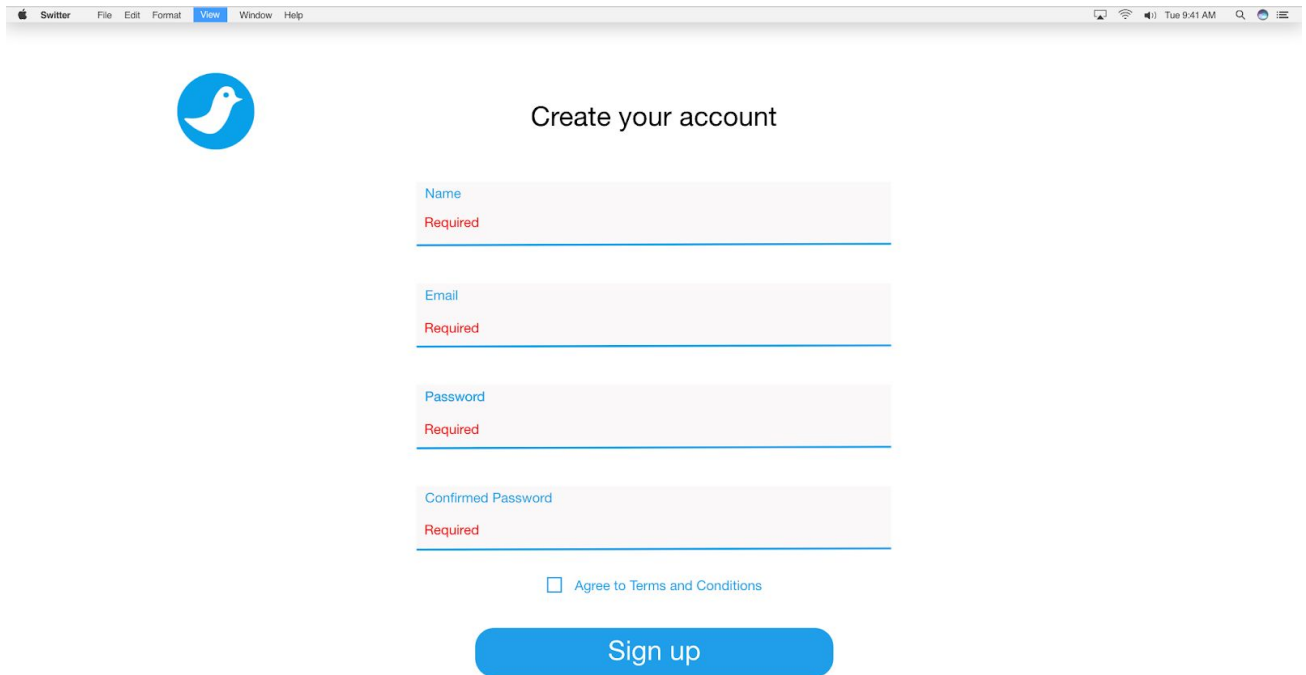 Switter File Edit Format View Window Help Tue 9:41 AM
Create your account
Name
Required
Email
Required
Password
Required
Confirmed Password
Required
Agree to Terms and Conditions
Sign up